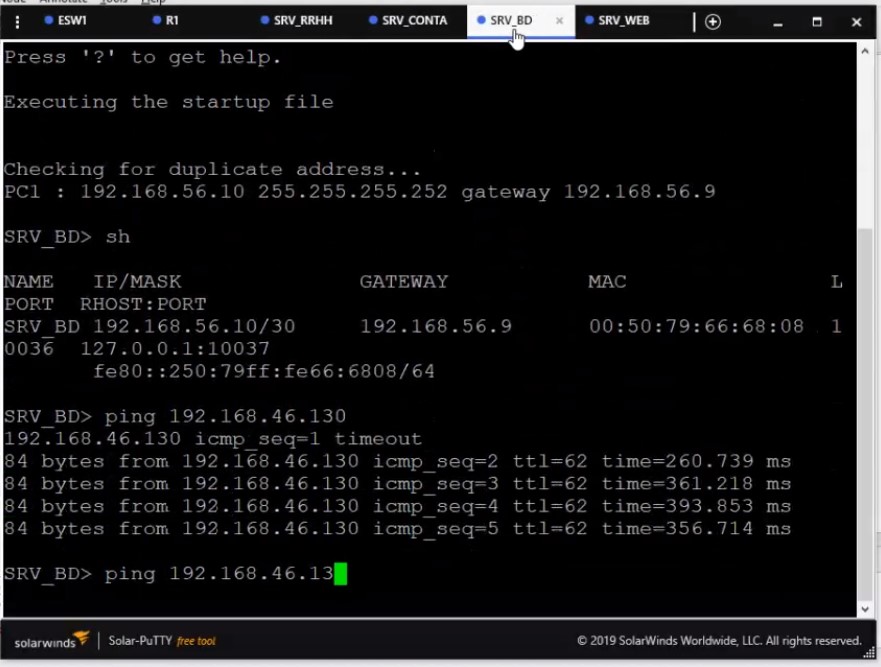 Node Annotate Tools Help
ESW1 R1 SRV_RRHH SRV_CONTA SRV_BD × SRV_WEB
Press '?' to get help.
Executing the startup file
Checking for duplicate address...
PC1 : 192.168.56.10 255.255.255.252 gateway 192.168.56.9
SRV_BD> sh
NAME IP/MASK GATEWAY MAC L
PORT RHOST:PORT
SRV_BD 192.168.56.10/30 192.168.56.9 00:50:79:66:68:08 1
0036 127.0.0.1:10037
fe80::250:79ff:fe66:6808/64
SRV_BD> ping 192.168.46.130
192.168.46.130 icmp_seq=1 timeout
84 bytes from 192.168.46.130 icmp_seq=2 ttl=62 time=260.739 ms
84 bytes from 192.168.46.130 icmp_seq=3 ttl=62 time=361.218 ms
84 bytes from 192.168.46.130 icmp_seq=4 ttl=62 time=393.853 ms
84 bytes from 192.168.46.130 icmp_seq=5 ttl=62 time=356.714 ms
SRV_BD> ping 192.168.46.13
solarwinds Solar-PuTTY free tool © 2019 SolarWinds Worldwide, LLC. All rights reserved.